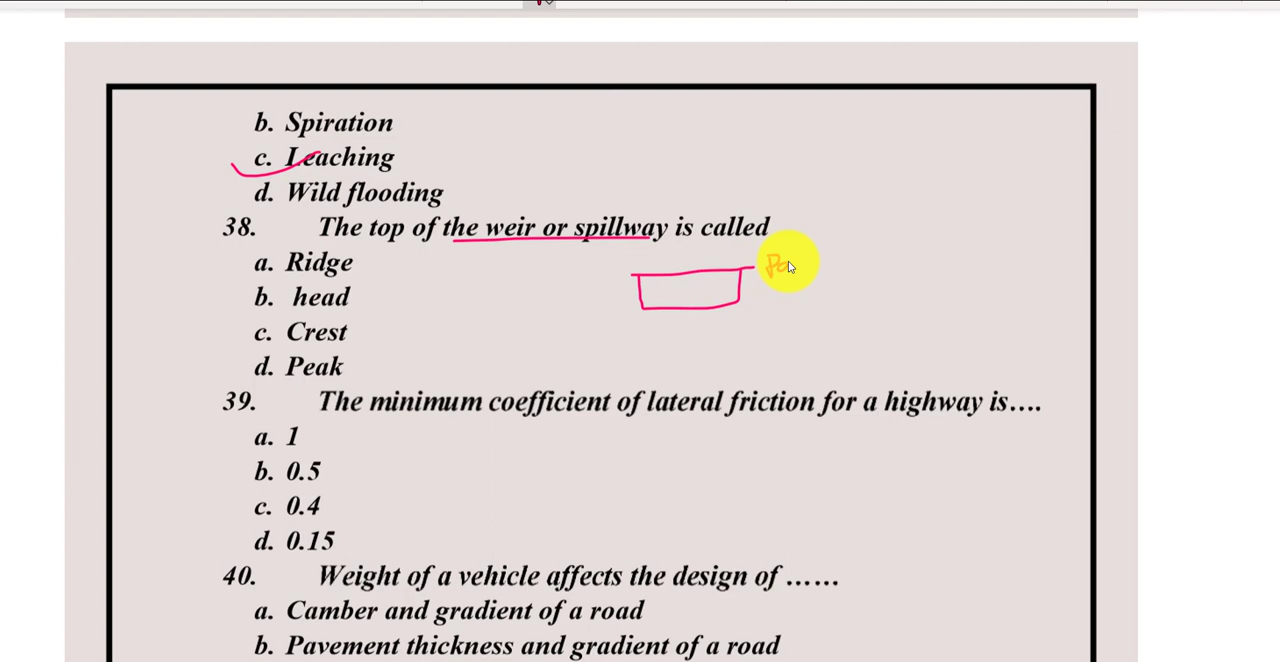 b. Spiration
c. Leaching
d. Wild flooding
38. The top of the weir or spillway is called
a. Ridge
b. head
c. Crest
d. Peak
39. The minimum coefficient of lateral friction for a highway is….
a. 1
b. 0.5
c. 0.4
d. 0.15
40. Weight of a vehicle affects the design of ……
a. Camber and gradient of a road
b. Pavement thickness and gradient of a road